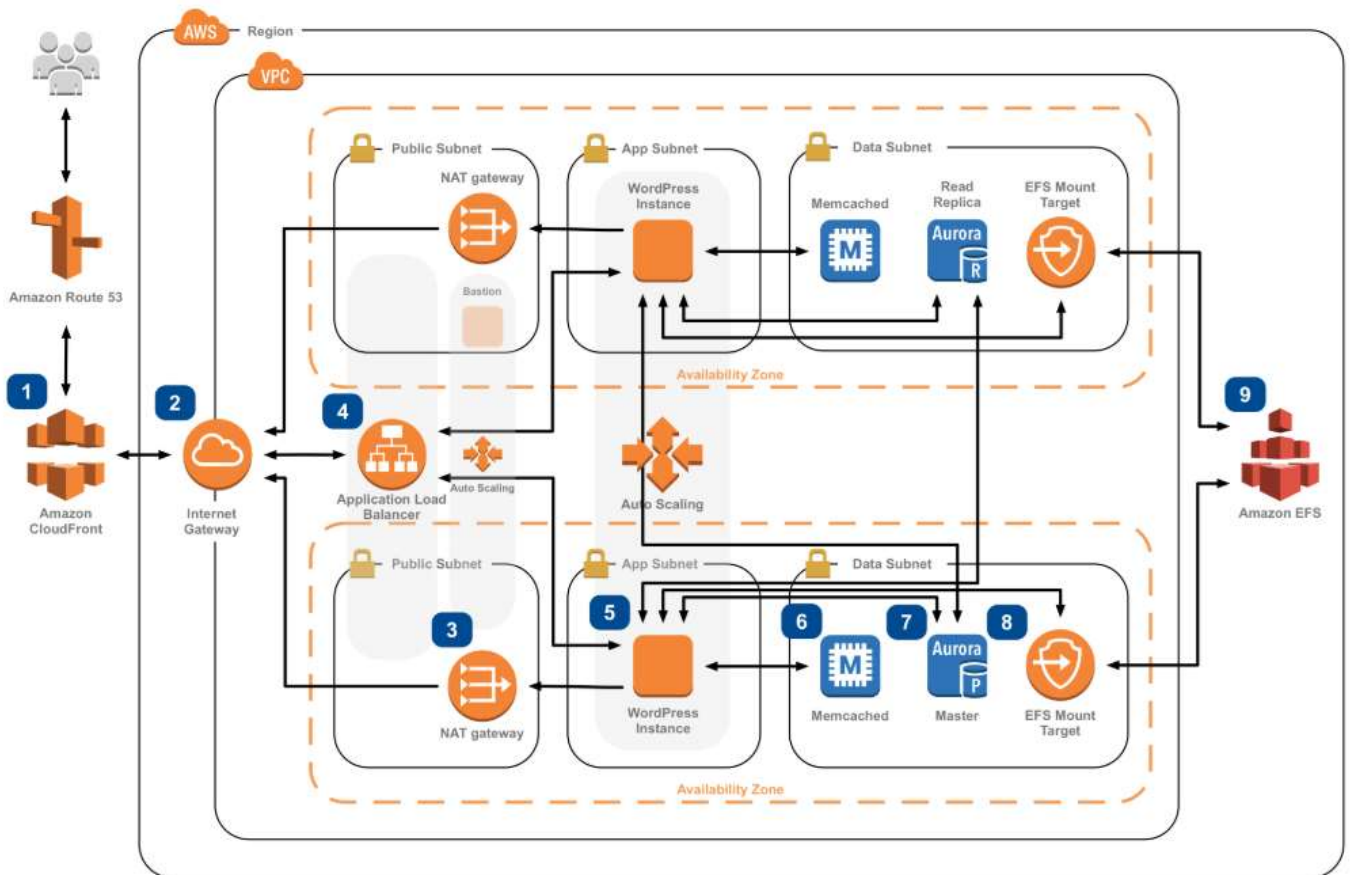 AWS
Region
VPC
Public Subnet
App Subnet
Data Subnet
NAT gateway
WordPress
Instance
Memcached
Read
Replica
EFS Mount
Target
M
Aurora
R
Amazon Route 53
Bastion
Availability Zone
1
2
4
9
Amazon
CloudFront
Internet
Gateway
Application Load
Balancer
Auto Scaling
Auto Scaling
Amazon EFS
Public Subnet
App Subnet
Data Subnet
3
5
6
7
8
M
Aurora
P
NAT gateway
WordPress
Instance
Memcached
Master
EFS Mount
Target
Availability Zone